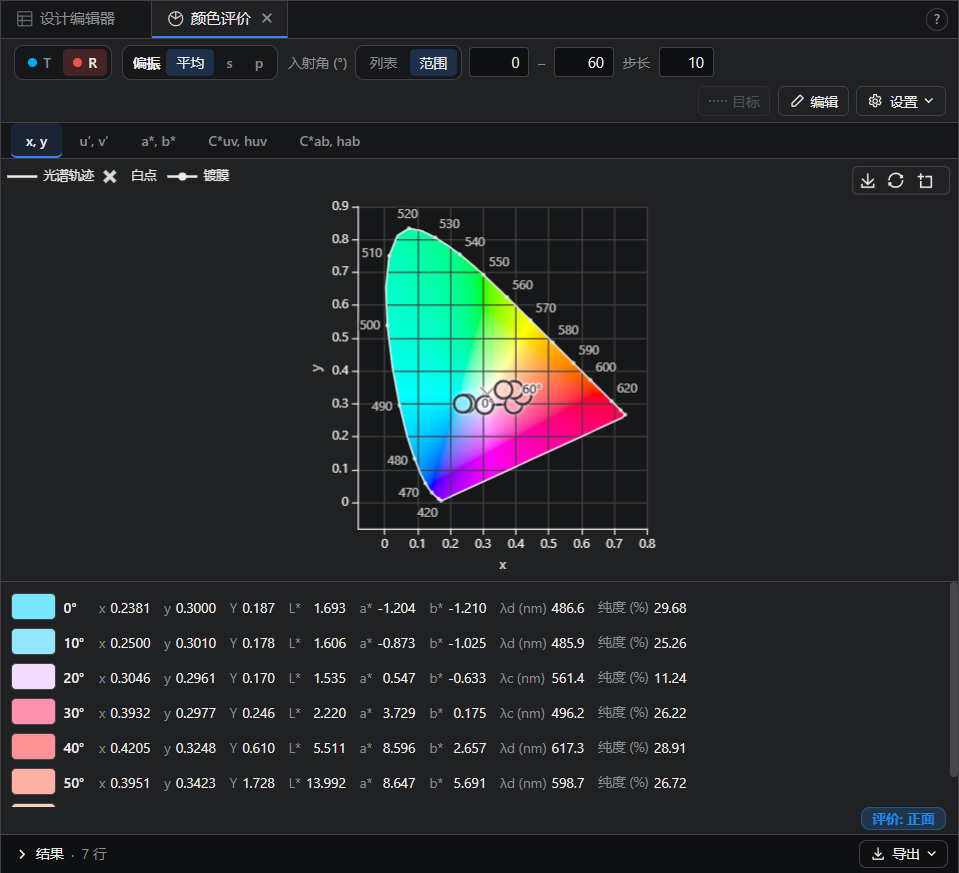 设计编辑器 颜色评价 ?
T R 偏振 平均 s p 入射角 (°) 列表 范围 0 – 60 步长 10
目标 编辑 设置
x, y u′, v′ a*, b* C*uv, huv C*ab, hab
光谱轨迹 白点 镀膜
0.9
0.8
0.7
0.6
0.5
0.4
0.3
0.2
0.1
0
y
520
530
540
510
550
560
570
500
580
590
600
620
60°
0°
490
480
470
420
0 0.1 0.2 0.3 0.4 0.5 0.6 0.7 0.8
x
0° x 0.2381 y 0.3000 Y 0.187 L* 1.693 a* -1.204 b* -1.210 λd (nm) 486.6 纯度 (%) 29.68
10° x 0.2500 y 0.3010 Y 0.178 L* 1.606 a* -0.873 b* -1.025 λd (nm) 485.9 纯度 (%) 25.26
20° x 0.3046 y 0.2961 Y 0.170 L* 1.535 a* 0.547 b* -0.633 λc (nm) 561.4 纯度 (%) 11.24
30° x 0.3932 y 0.2977 Y 0.246 L* 2.220 a* 3.729 b* 0.175 λc (nm) 496.2 纯度 (%) 26.22
40° x 0.4205 y 0.3248 Y 0.610 L* 5.511 a* 8.596 b* 2.657 λd (nm) 617.3 纯度 (%) 28.91
50° x 0.3951 y 0.3423 Y 1.728 L* 13.992 a* 8.647 b* 5.691 λd (nm) 598.7 纯度 (%) 26.72
评价: 正面
结果 · 7 行 导出